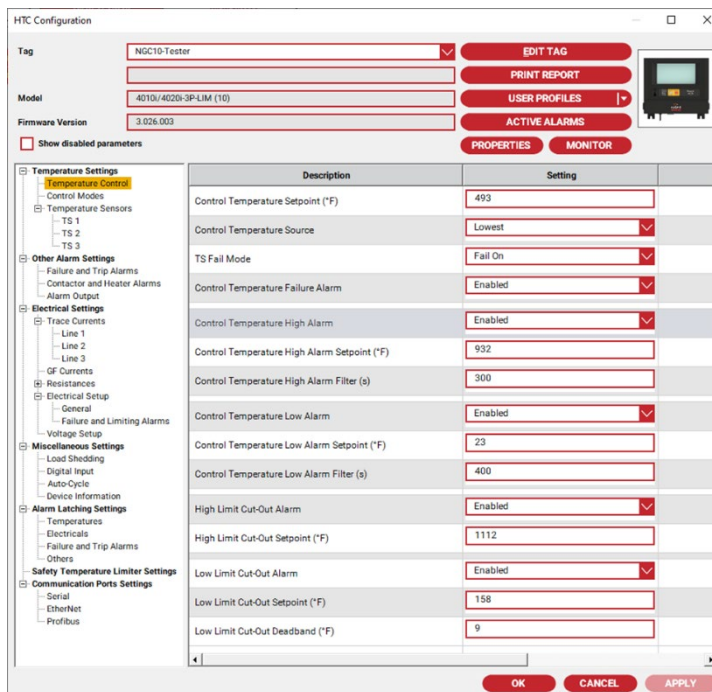 HTC Configuration
Tag
NGC10-Tester
EDIT TAG
PRINT REPORT
Model
4010i/4020i-3P-LIM (10)
USER PROFILES
Firmware Version
3.026.003
ACTIVE ALARMS
Show disabled parameters
PROPERTIES
MONITOR
Temperature Settings
Temperature Control
Control Modes
Temperature Sensors
TS 1
TS 2
TS 3
Other Alarm Settings
Failure and Trip Alarms
Contactor and Heater Alarms
Alarm Output
Electrical Settings
Trace Currents
Line 1
Line 2
Line 3
GF Currents
Resistances
Electrical Setup
General
Failure and Limiting Alarms
Voltage Setup
Miscellaneous Settings
Load Shedding
Digital Input
Auto-Cycle
Device Information
Alarm Latching Settings
Temperatures
Electricals
Failure and Trip Alarms
Others
Safety Temperature Limiter Settings
Communication Ports Settings
Serial
EtherNet
Profibus
Description Setting
Control Temperature Setpoint (°F) 493
Control Temperature Source Lowest
TS Fail Mode Fail On
Control Temperature Failure Alarm Enabled
Control Temperature High Alarm Enabled
Control Temperature High Alarm Setpoint (°F) 932
Control Temperature High Alarm Filter (s) 300
Control Temperature Low Alarm Enabled
Control Temperature Low Alarm Setpoint (°F) 23
Control Temperature Low Alarm Filter (s) 400
High Limit Cut-Out Alarm Enabled
High Limit Cut-Out Setpoint (°F) 1112
Low Limit Cut-Out Alarm Enabled
Low Limit Cut-Out Setpoint (°F) 158
Low Limit Cut-Out Deadband (°F) 9
OK
CANCEL
APPLY